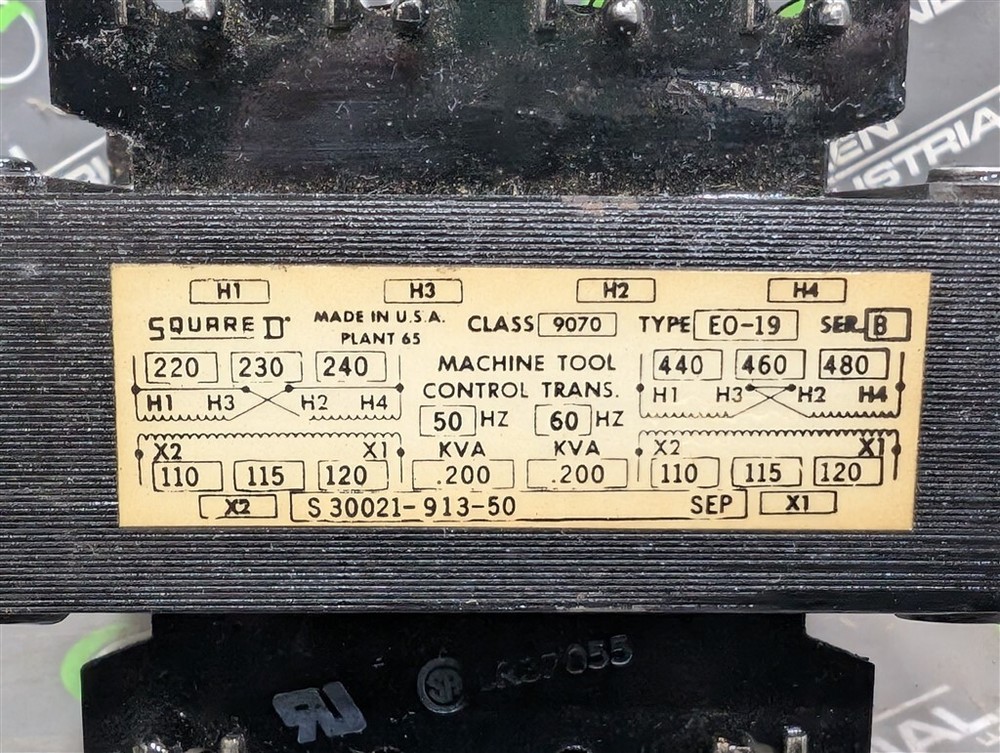 H1 H3 H2 H4
SQUARE D MADE IN U.S.A. CLASS 9070 TYPE EO-19 SER. B
PLANT 65
220 230 240
MACHINE TOOL
CONTROL TRANS.
440 460 480
H1 H3 H2 H4
H1 H3 H2 H4
50 HZ 60 HZ
X2 X1
KVA KVA
X2 X1
110 115 120
.200 .200
110 115 120
X2 S 30021-913-50 SEP X1